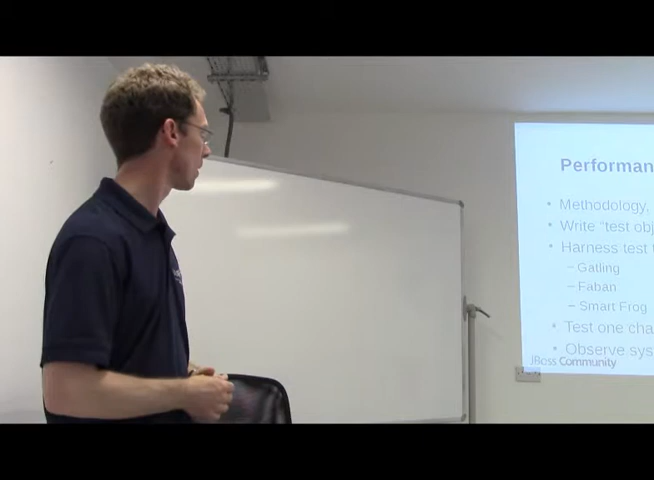 Performan
• Methodology,
• Write "test obj
• Harness test
– Gatling
– Faban
– Smart Frog
• Test one cha
• Observe sys
JBoss Community